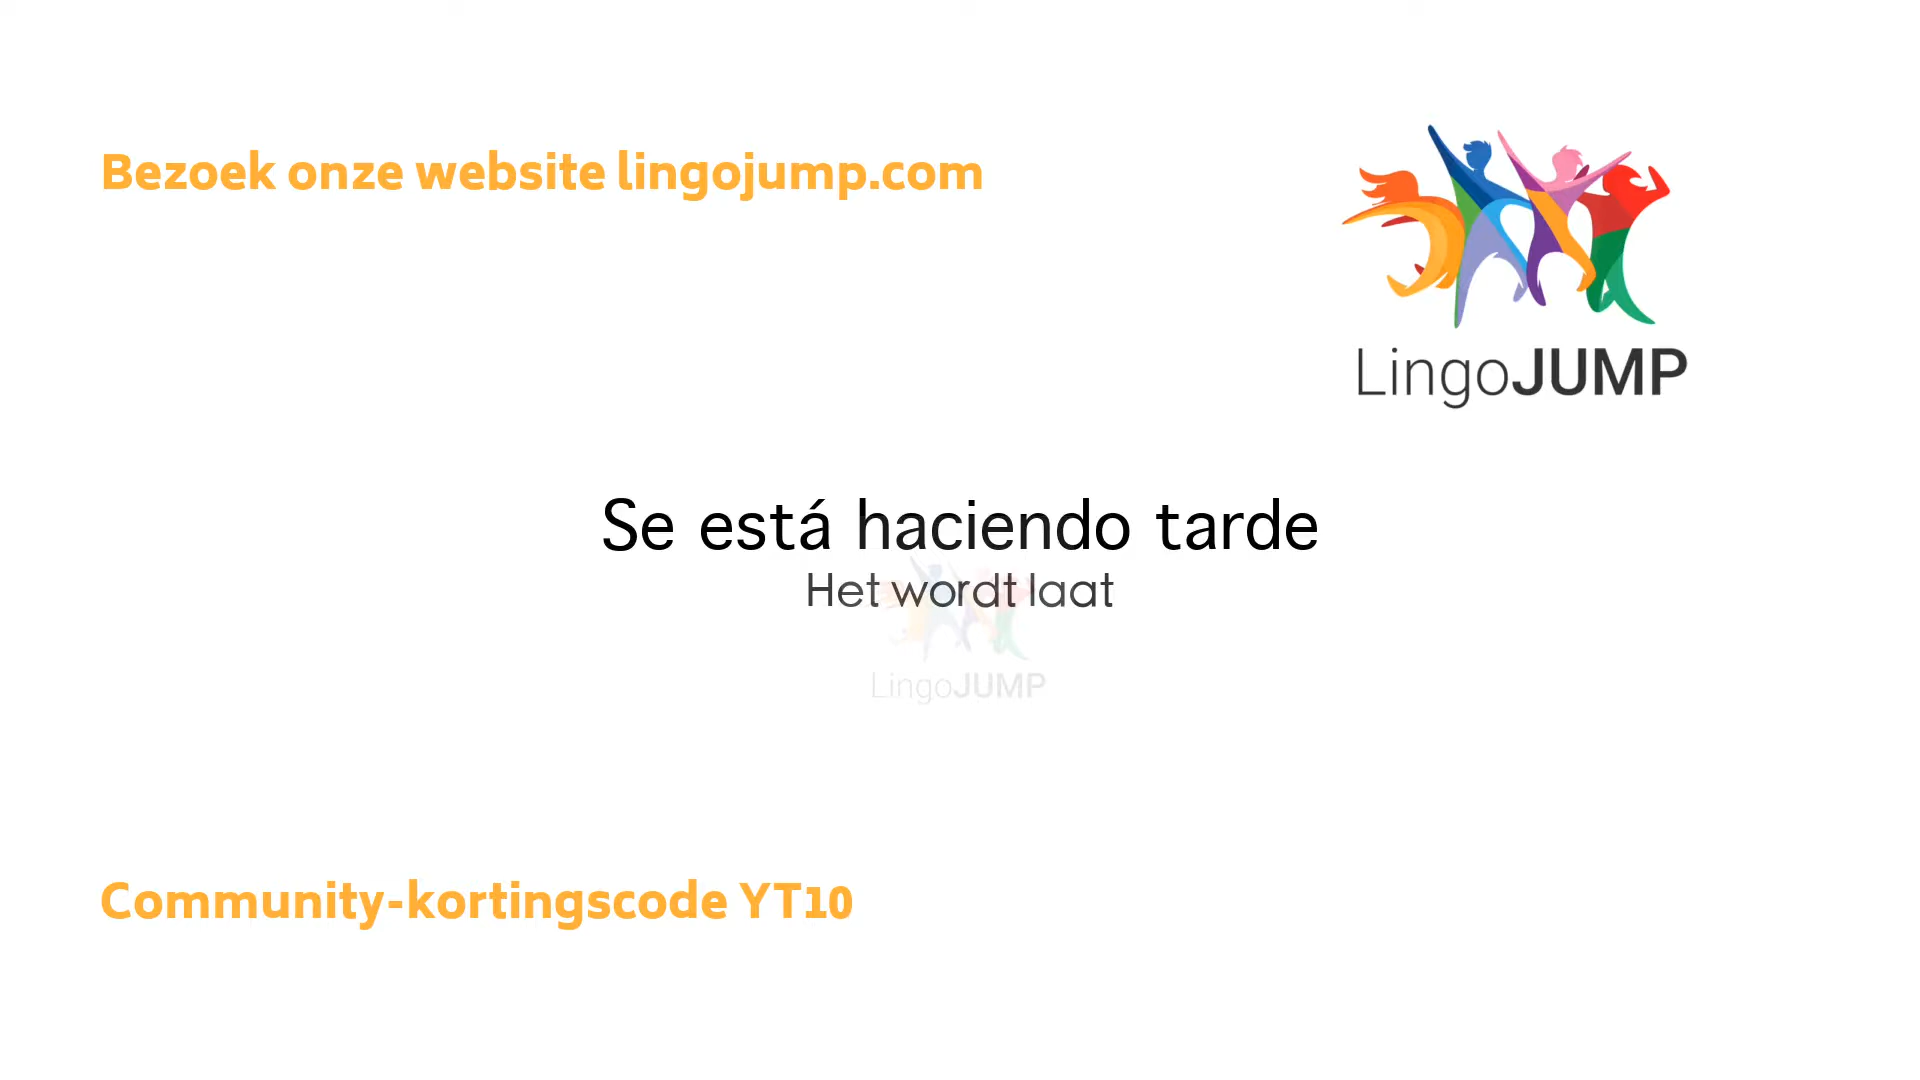 Bezoek onze website lingojump.com
LingoJUMP
Se está haciendo tarde
Het wordt laat
LingoJUMP
Community-kortingscode YT10